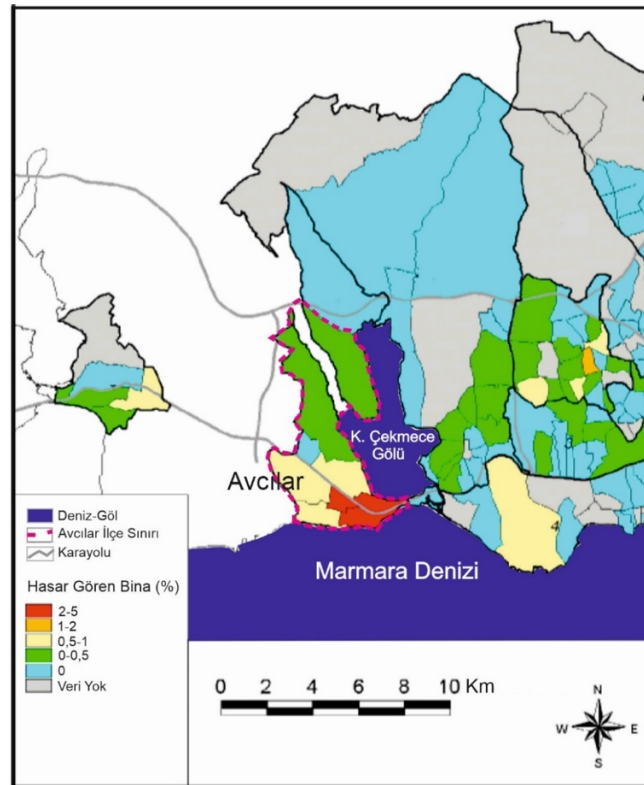 K. Çekmece
Gölü
Avcılar
Marmara Denizi
4
Deniz-Göl
Avcılar İlçe Sınırı
Karayolu
Hasar Gören Bina (%)
2-5
1-2
0,5-1
0-0,5
0
Veri Yok
0 2 4 6 8 10 Km
N
W E
S